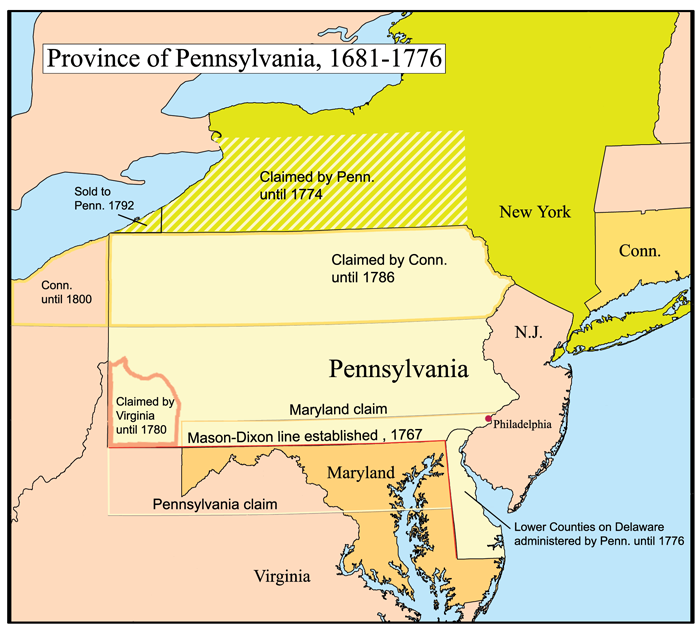 Province of Pennsylvania, 1681-1776
Claimed by Penn.
until 1774
Sold to
Penn. 1792
New York
Conn.
Claimed by Conn.
until 1786
Conn.
until 1800
N.J.
Pennsylvania
Claimed by
Virginia
until 1780
Maryland claim
Philadelphia
Mason-Dixon line established , 1767
Maryland
Pennsylvania claim
Lower Counties on Delaware
administered by Penn. until 1776
Virginia